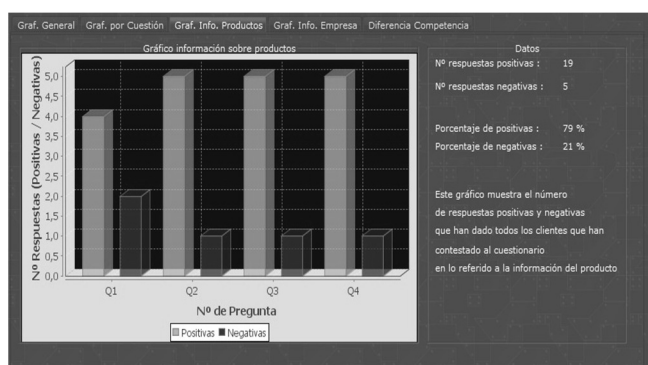 Graf. General Graf. por Cuestión Graf. Info. Productos Graf. Info. Empresa Diferencia Competencia
Gráfico información sobre productos
Nº Respuestas (Positivas / Negativas)
5,0
4,5
4,0
3,5
3,0
2,5
2,0
1,5
1,0
0,5
0,0
Q1 Q2 Q3 Q4
Nº de Pregunta
Positivas Negativas
Datos
Nº respuestas positivas : 19
Nº respuestas negativas : 5
Porcentaje de positivas : 79 %
Porcentaje de negativas : 21 %
Este gráfico muestra el número
de respuestas positivas y negativas
que han dado todos los clientes que han
contestado al cuestionario
en lo referido a la información del producto